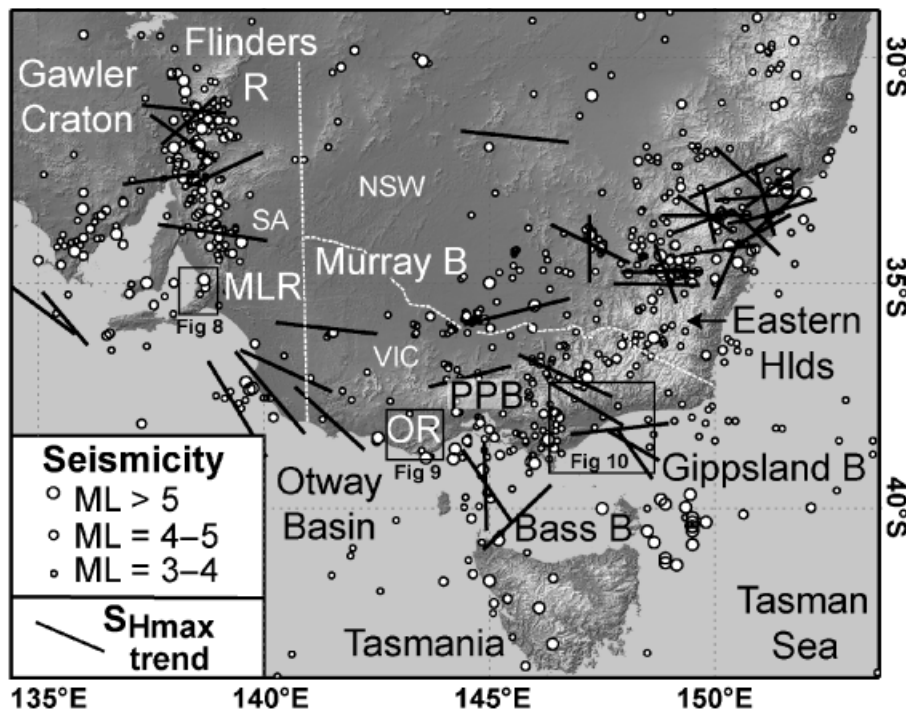 Flinders
R
30°S
Gawler
Craton
NSW
SA
Murray B
MLR
35°S
Fig 8
Eastern
Hlds
VIC
PPB
OR
Fig 9
Fig 10
Gippsland B
Seismicity
ML > 5
ML = 4–5
ML = 3–4
Otway
Basin
Bass B
40°S
SHmax
trend
Tasmania
Tasman
Sea
135°E
140°E
145°E
150°E